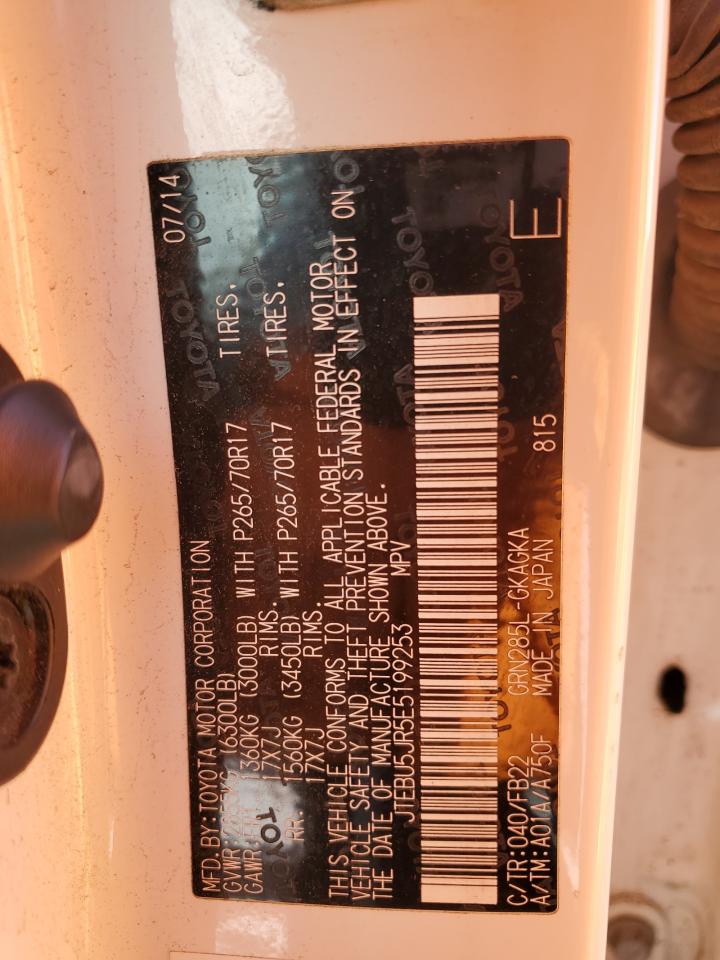 MFD. BY: TOYOTA MOTOR CORPORATION 07/14
GVWR: (6300LB)
GAWR: 1360KG (3000LB) WITH P265/70R17 TIRES.
17X7J RIMS.
RR. 1560KG (3450LB) WITH P265/70R17 TIRES.
17X7J RIMS.
THIS VEHICLE CONFORMS TO ALL APPLICABLE FEDERAL MOTOR
VEHICLE SAFETY AND THEFT PREVENTION STANDARDS IN EFFECT ON
THE DATE OF MANUFACTURE SHOWN ABOVE.
JTEBU5JR5E5199253 MPV
C/TR: 040/FB22 GRN285L-GKAGKA E
A/TM: A01A/A750F MADE IN JAPAN 815